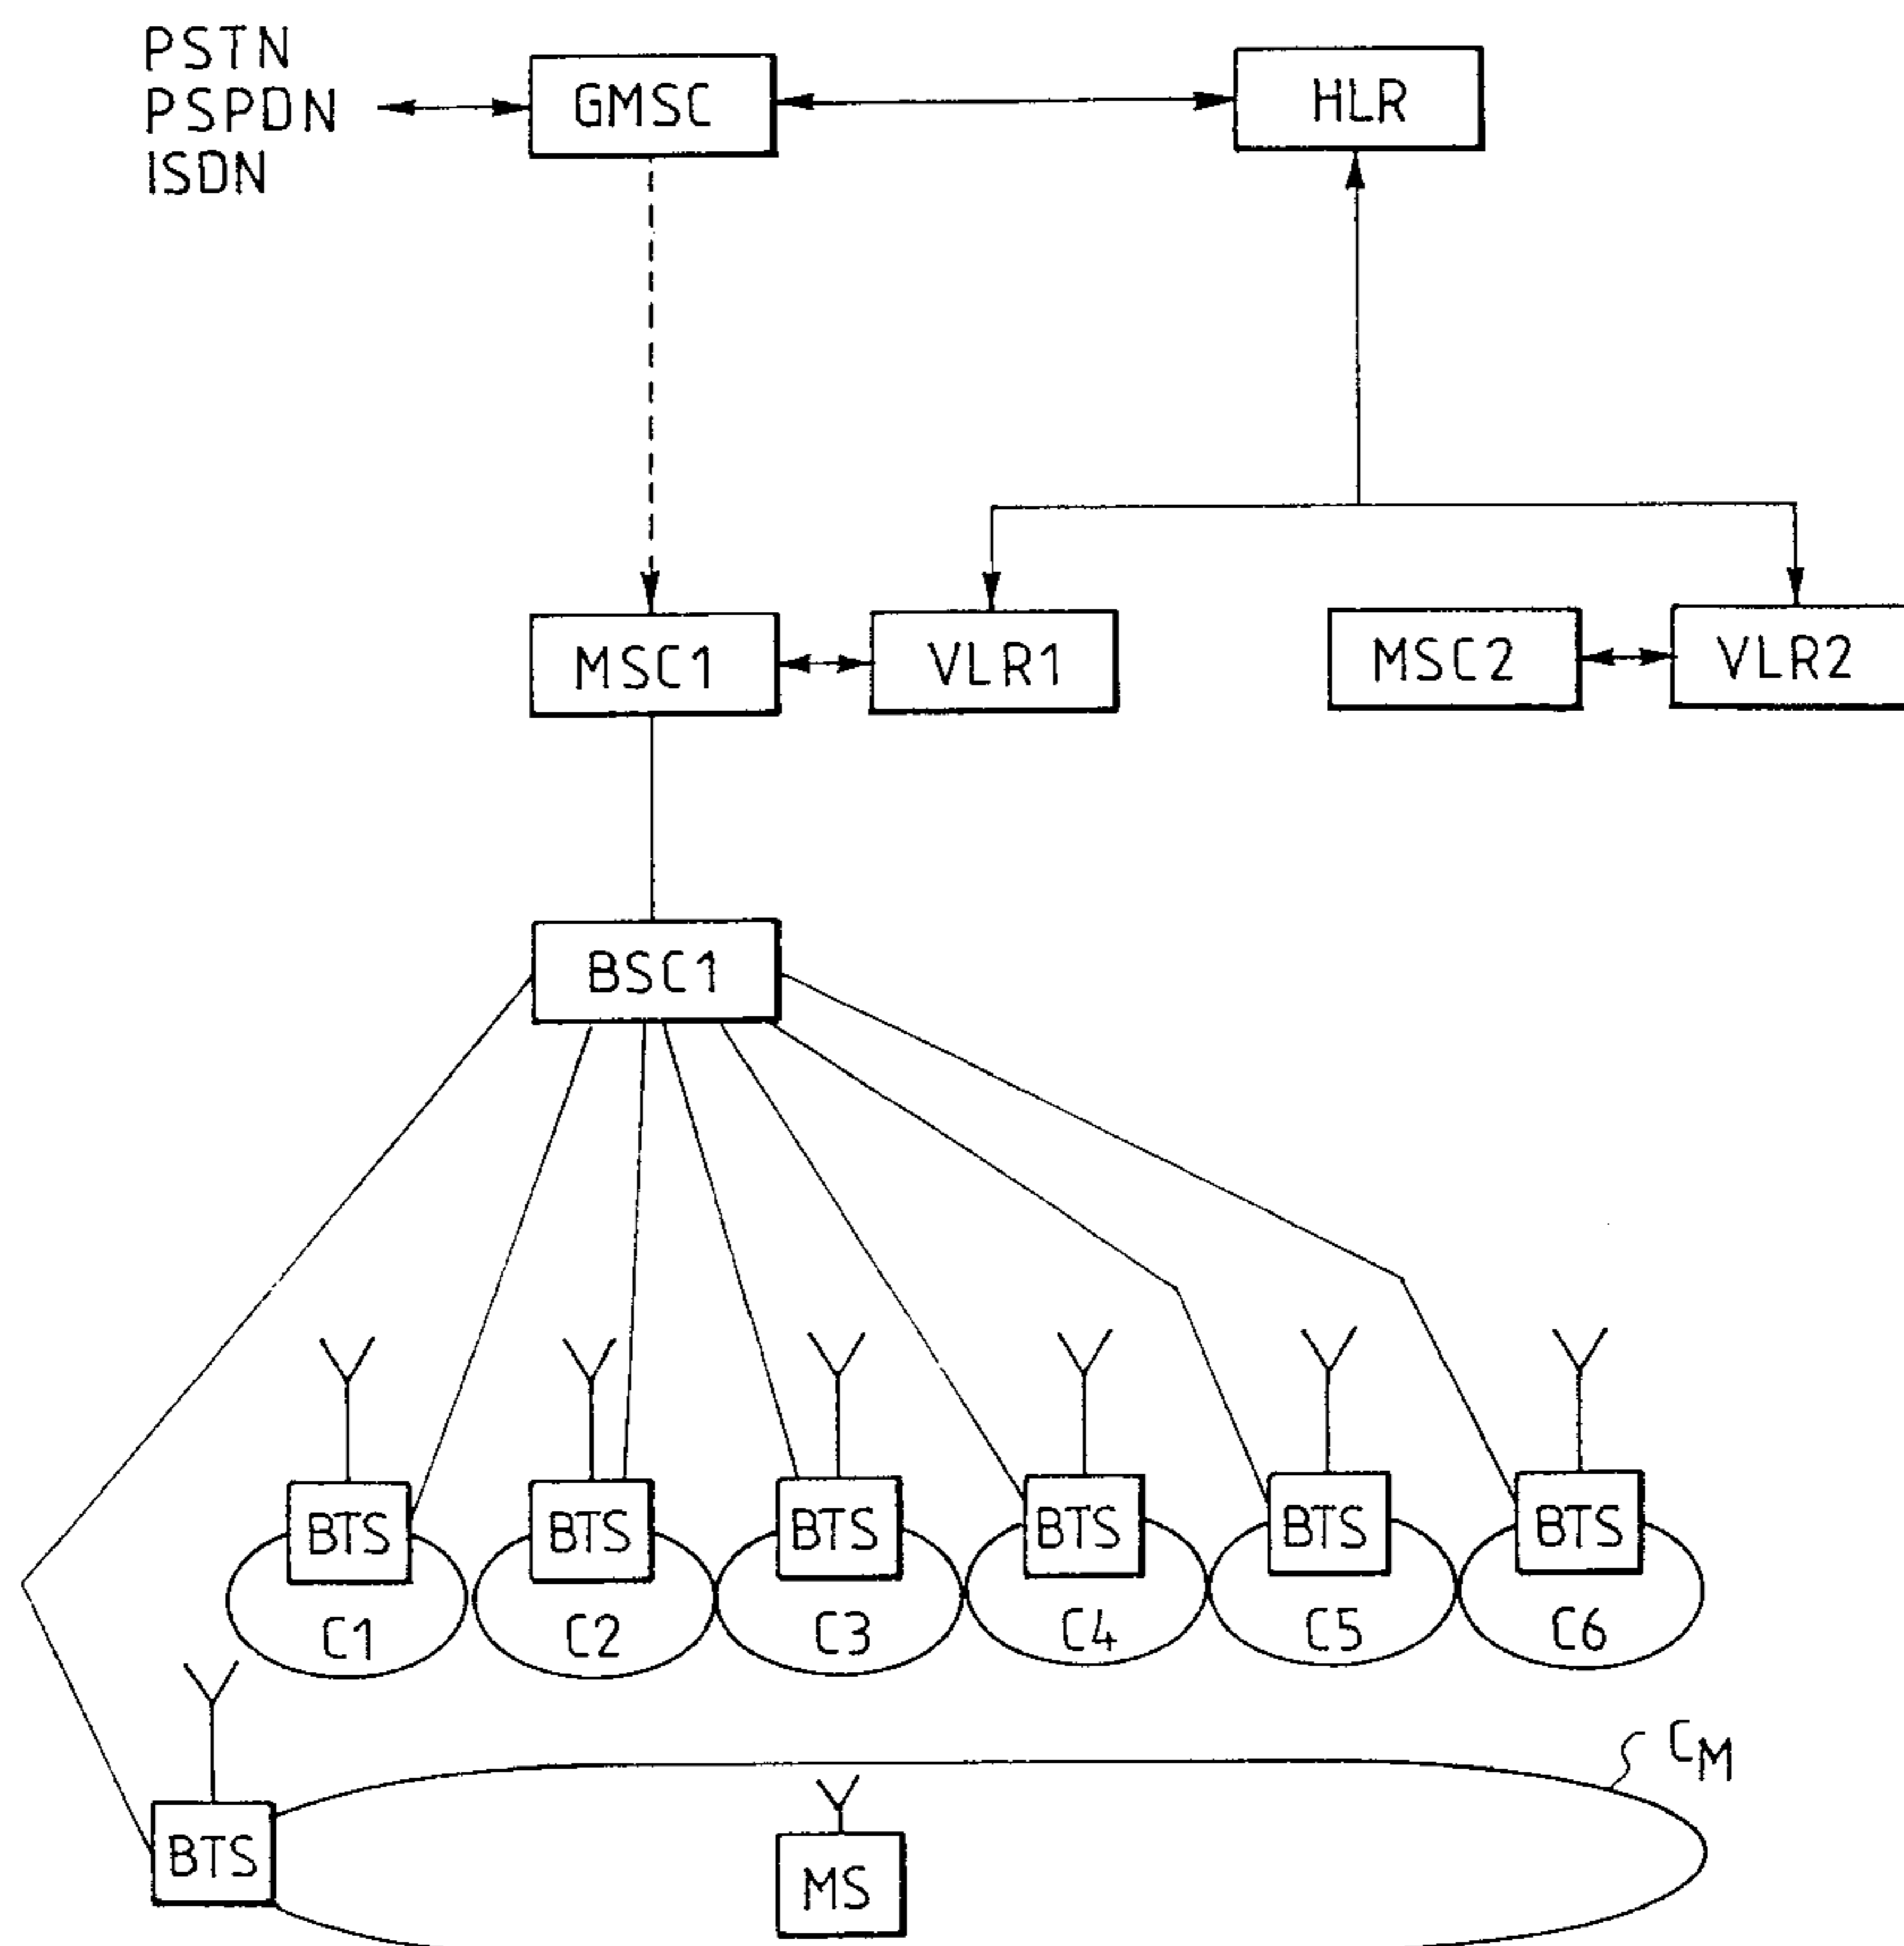 PSTN
PSPDN
ISDN
GMSC
HLR
MSC1
VLR1
MSC2
VLR2
BSC1
BTS
BTS
BTS
BTS
BTS
BTS
C1
C2
C3
C4
C5
C6
CM
BTS
MS